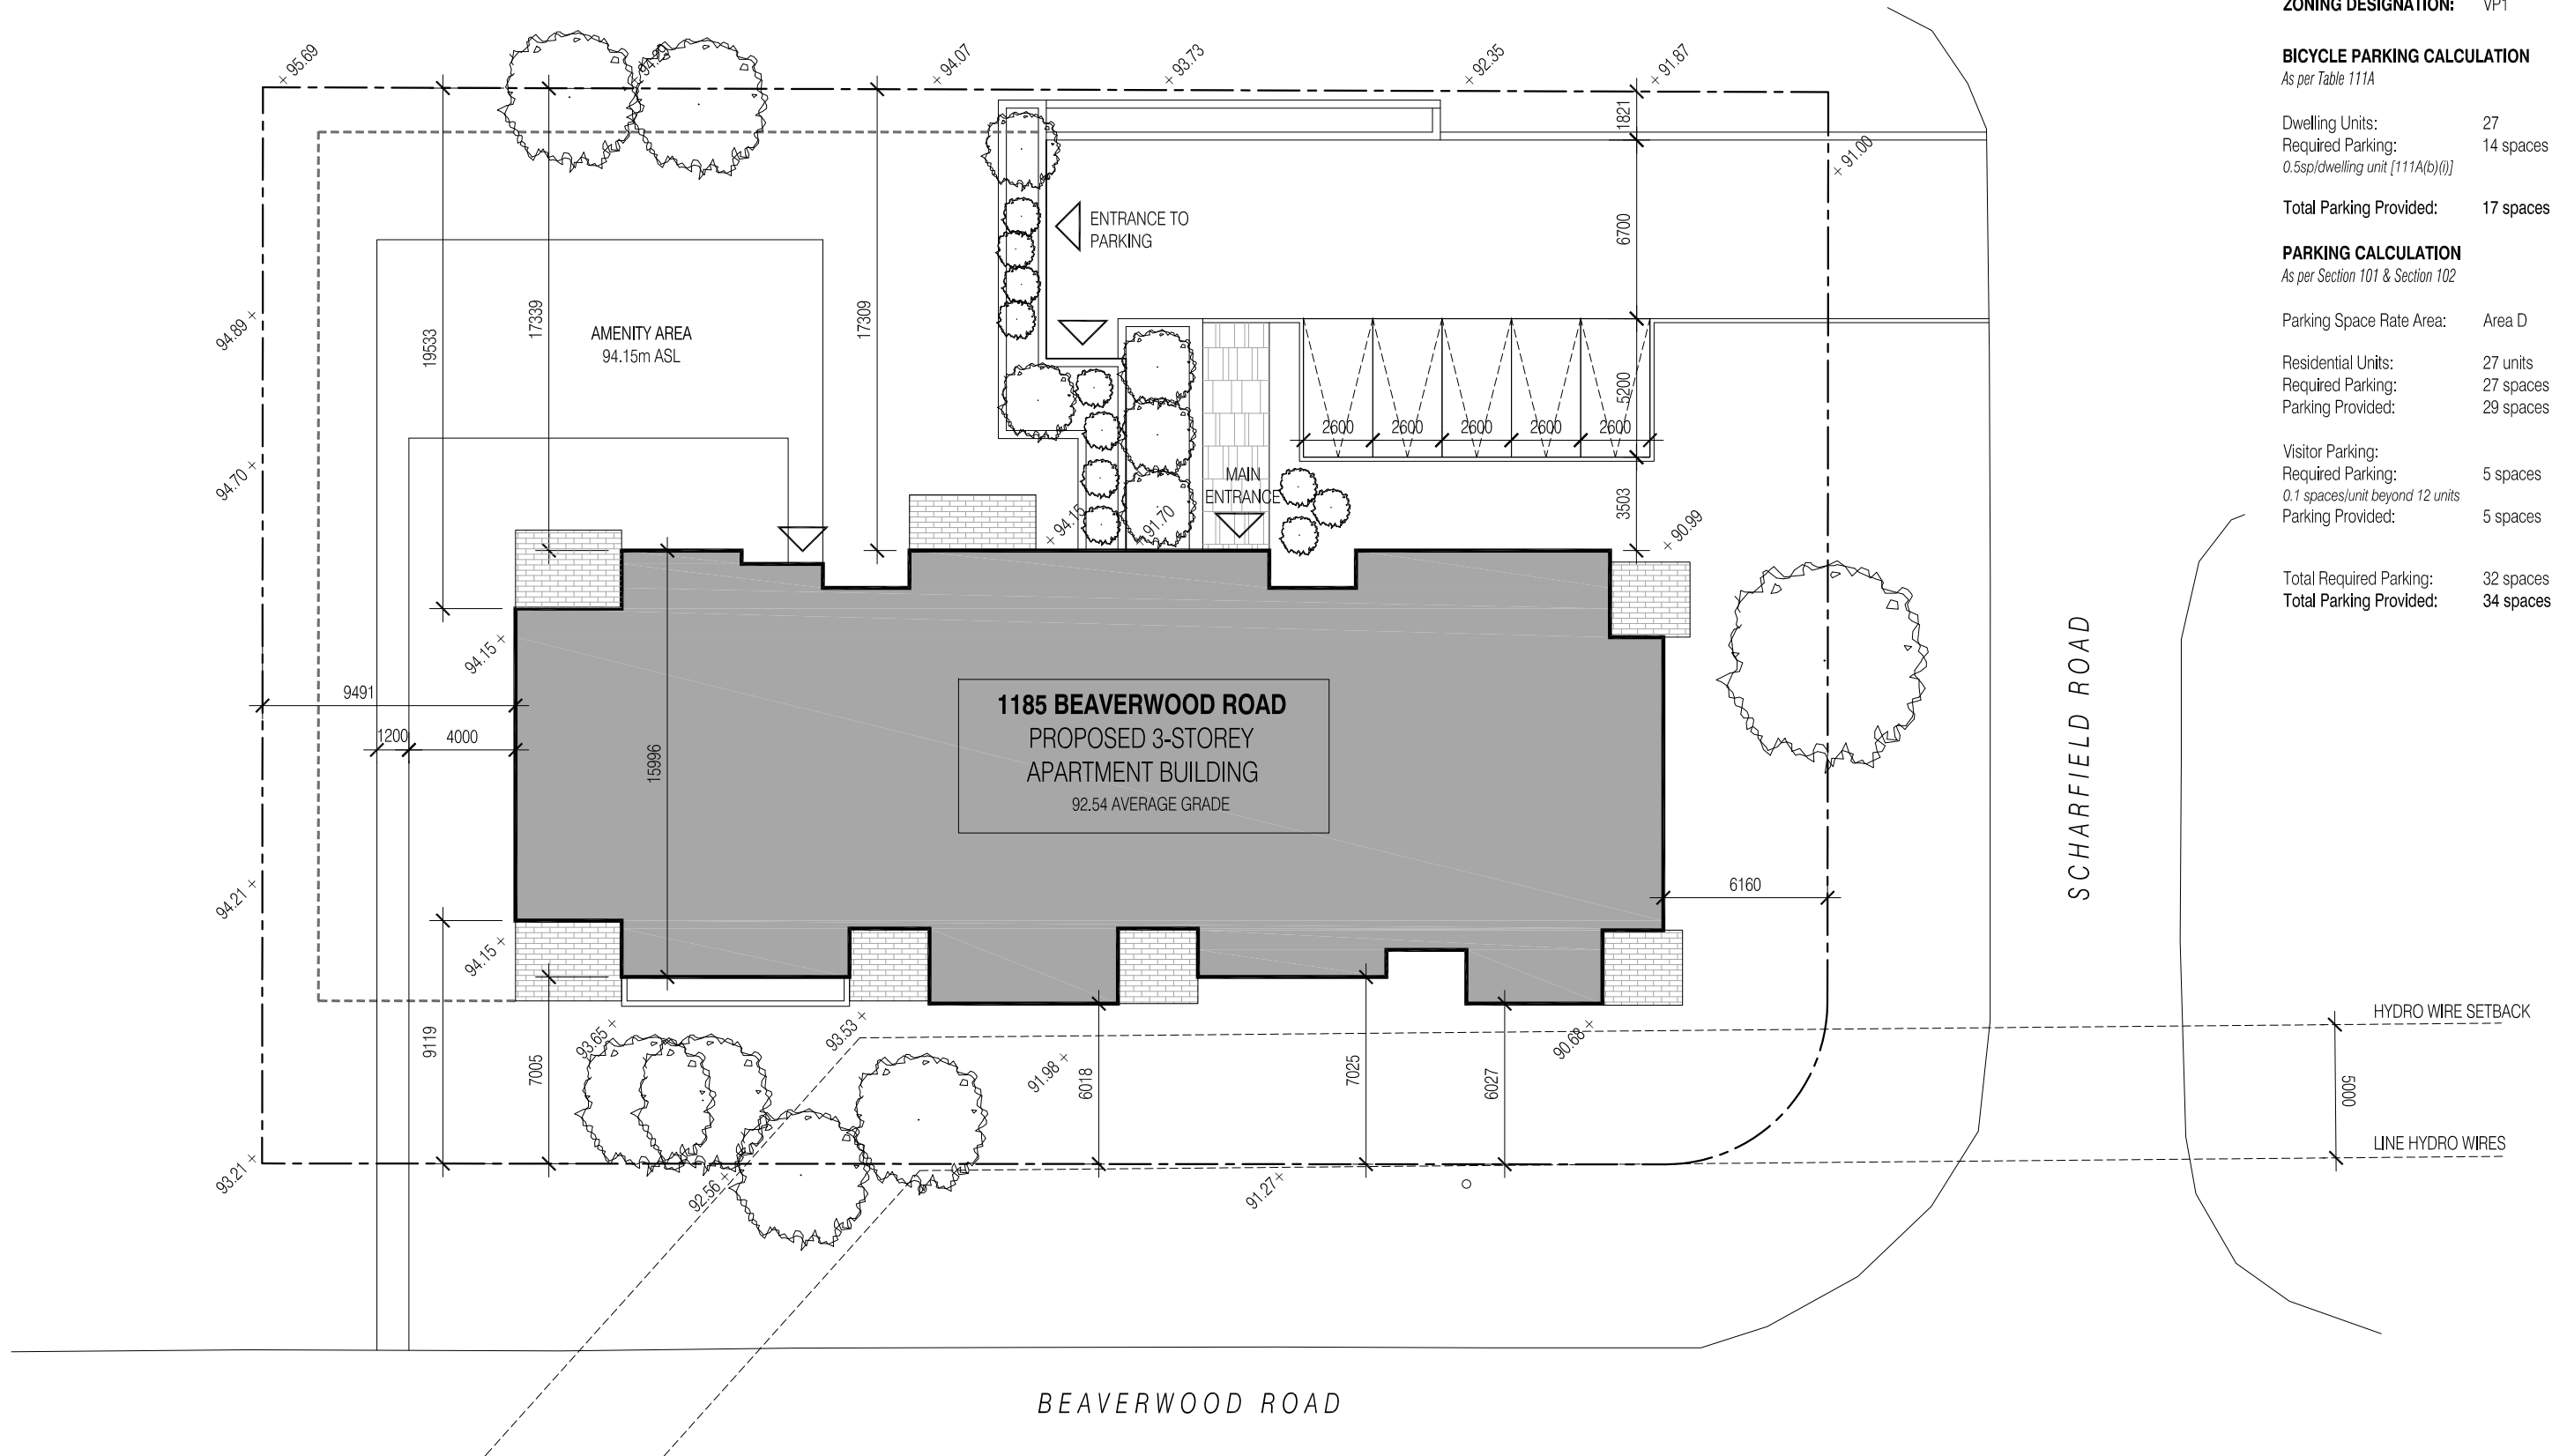 ZONING DESIGNATION: VP1
BICYCLE PARKING CALCULATION
As per Table 111A
Dwelling Units: 27
Required Parking: 14 spaces
0.5sp/dwelling unit [111A(b)(i)]
Total Parking Provided: 17 spaces
PARKING CALCULATION
As per Section 101 & Section 102
Parking Space Rate Area: Area D
Residential Units: 27 units
Required Parking: 27 spaces
Parking Provided: 29 spaces
Visitor Parking:
Required Parking: 5 spaces
0.1 spaces/unit beyond 12 units
Parking Provided: 5 spaces
Total Required Parking: 32 spaces
Total Parking Provided: 34 spaces
+ 95.69
+ 94.07
+ 93.73
+ 92.35
+ 91.87
1821
+ 91.00
ENTRANCE TO
PARKING
6700
94.89 +
19533
17339
AMENITY AREA
94.15m ASL
17309
5200
2600
2600
2600
2600
2600
94.70 +
MAIN
ENTRANCE
3503
+ 94.15
+ 91.70
+ 90.99
94.15 +
9491
1200
4000
15996
1185 BEAVERWOOD ROAD
PROPOSED 3-STOREY
APARTMENT BUILDING
92.54 AVERAGE GRADE
SCHARFIELD ROAD
6160
94.21 +
94.15 +
9119
7005
93.65 +
93.53 +
91.98 +
6018
7025
6027
90.68 +
HYDRO WIRE SETBACK
5000
LINE HYDRO WIRES
93.21 +
92.56 +
91.27+
BEAVERWOOD ROAD